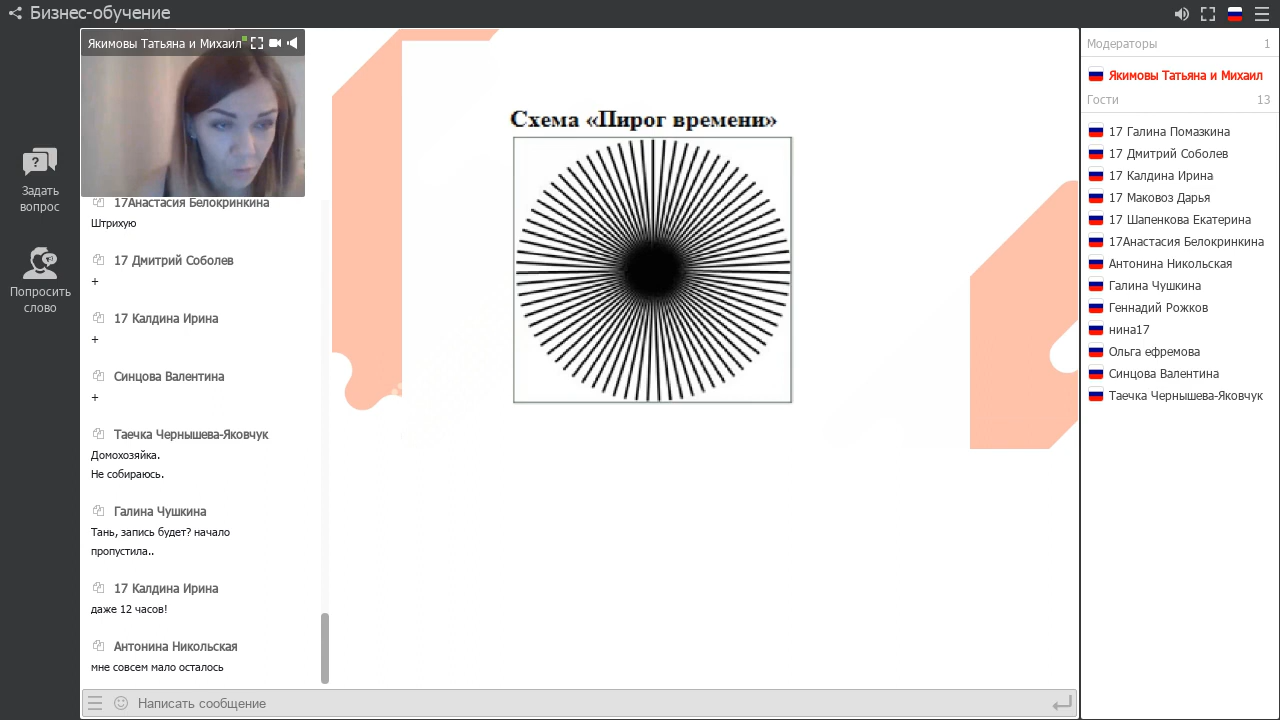 Бизнес-обучение
Задать
вопрос
Попросить
слово
Якимовы Татьяна и Михаил
17Анастасия Белокринкина
Штрихую
17 Дмитрий Соболев
+
17 Калдина Ирина
+
Синцова Валентина
+
Таечка Чернышева-Яковчук
Домохозяйка.
Не собираюсь.
Галина Чушкина
Тань, запись будет? начало
пропустила..
17 Калдина Ирина
даже 12 часов!
Антонина Никольская
мне совсем мало осталось
Написать сообщение
Схема «Пирог времени»
Модераторы 1
Якимовы Татьяна и Михаил
Гости 13
17 Галина Помазкина
17 Дмитрий Соболев
17 Калдина Ирина
17 Маковоз Дарья
17 Шапенкова Екатерина
17Анастасия Белокринкина
Антонина Никольская
Галина Чушкина
Геннадий Рожков
нина17
Ольга ефремова
Синцова Валентина
Таечка Чернышева-Яковчук